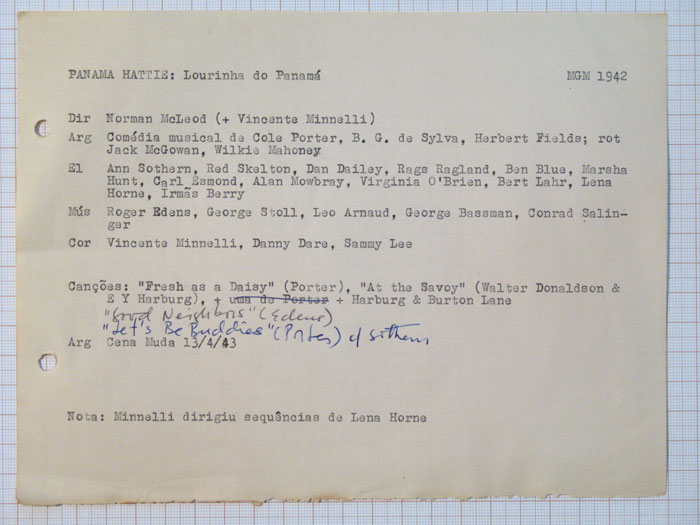 PANAMA HATTIE: Lourinha do Panamá MGM 1942
Dir Norman McLeod (+ Vincente Minnelli)
Arg Comédia musical de Cole Porter, B. G. de Sylva, Herbert Fields; rot
Jack McGowan, Wilkie Mahoney
El Ann Sothern, Red Skelton, Dan Dailey, Rags Ragland, Ben Blue, Marsha
Hunt, Carl Esmond, Alan Mowbray, Virginia O'Brien, Bert Lahr, Lena
Horne, Irmãs Berry
Mús Roger Edens, George Stoll, Leo Arnaud, George Bassman, Conrad Salin-
ger
Cor Vincente Minnelli, Danny Dare, Sammy Lee
Canções: "Fresh as a Daisy" (Porter), "At the Savoy" (Walter Donaldson &
E Y Harburg), + uma de Porter + Harburg & Burton Lane
"Good Neighbors" (Edens)
"Let's Be Buddies" (Porter) c/ Sothern
Arg Cena Muda 13/4/43
Nota: Minnelli dirigiu sequências de Lena Horne